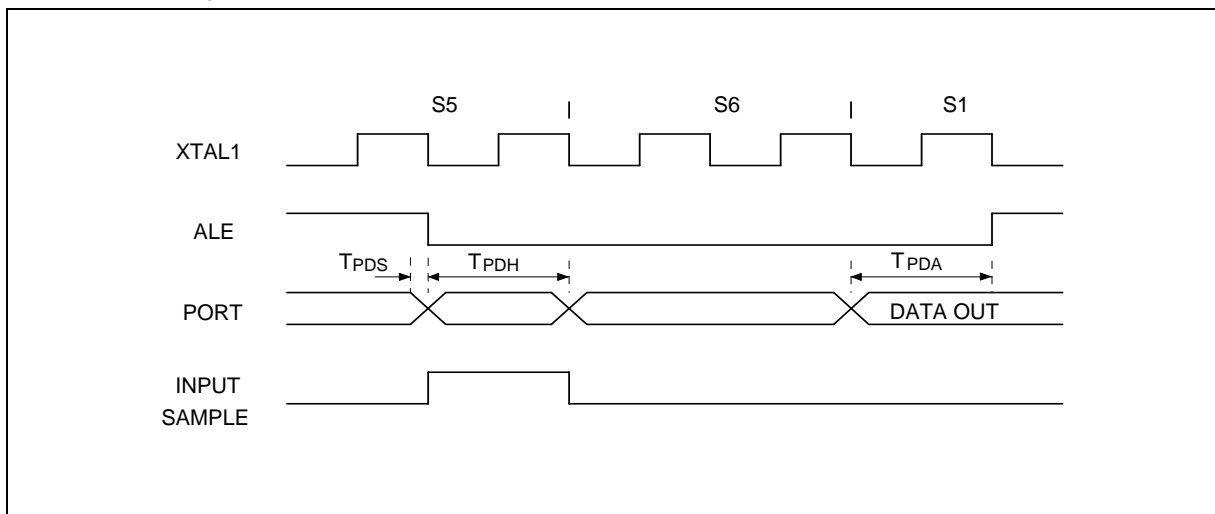 S5 | S6 | S1
XTAL1
ALE
TPDS TPDH TPDA
PORT DATA OUT
INPUT
SAMPLE